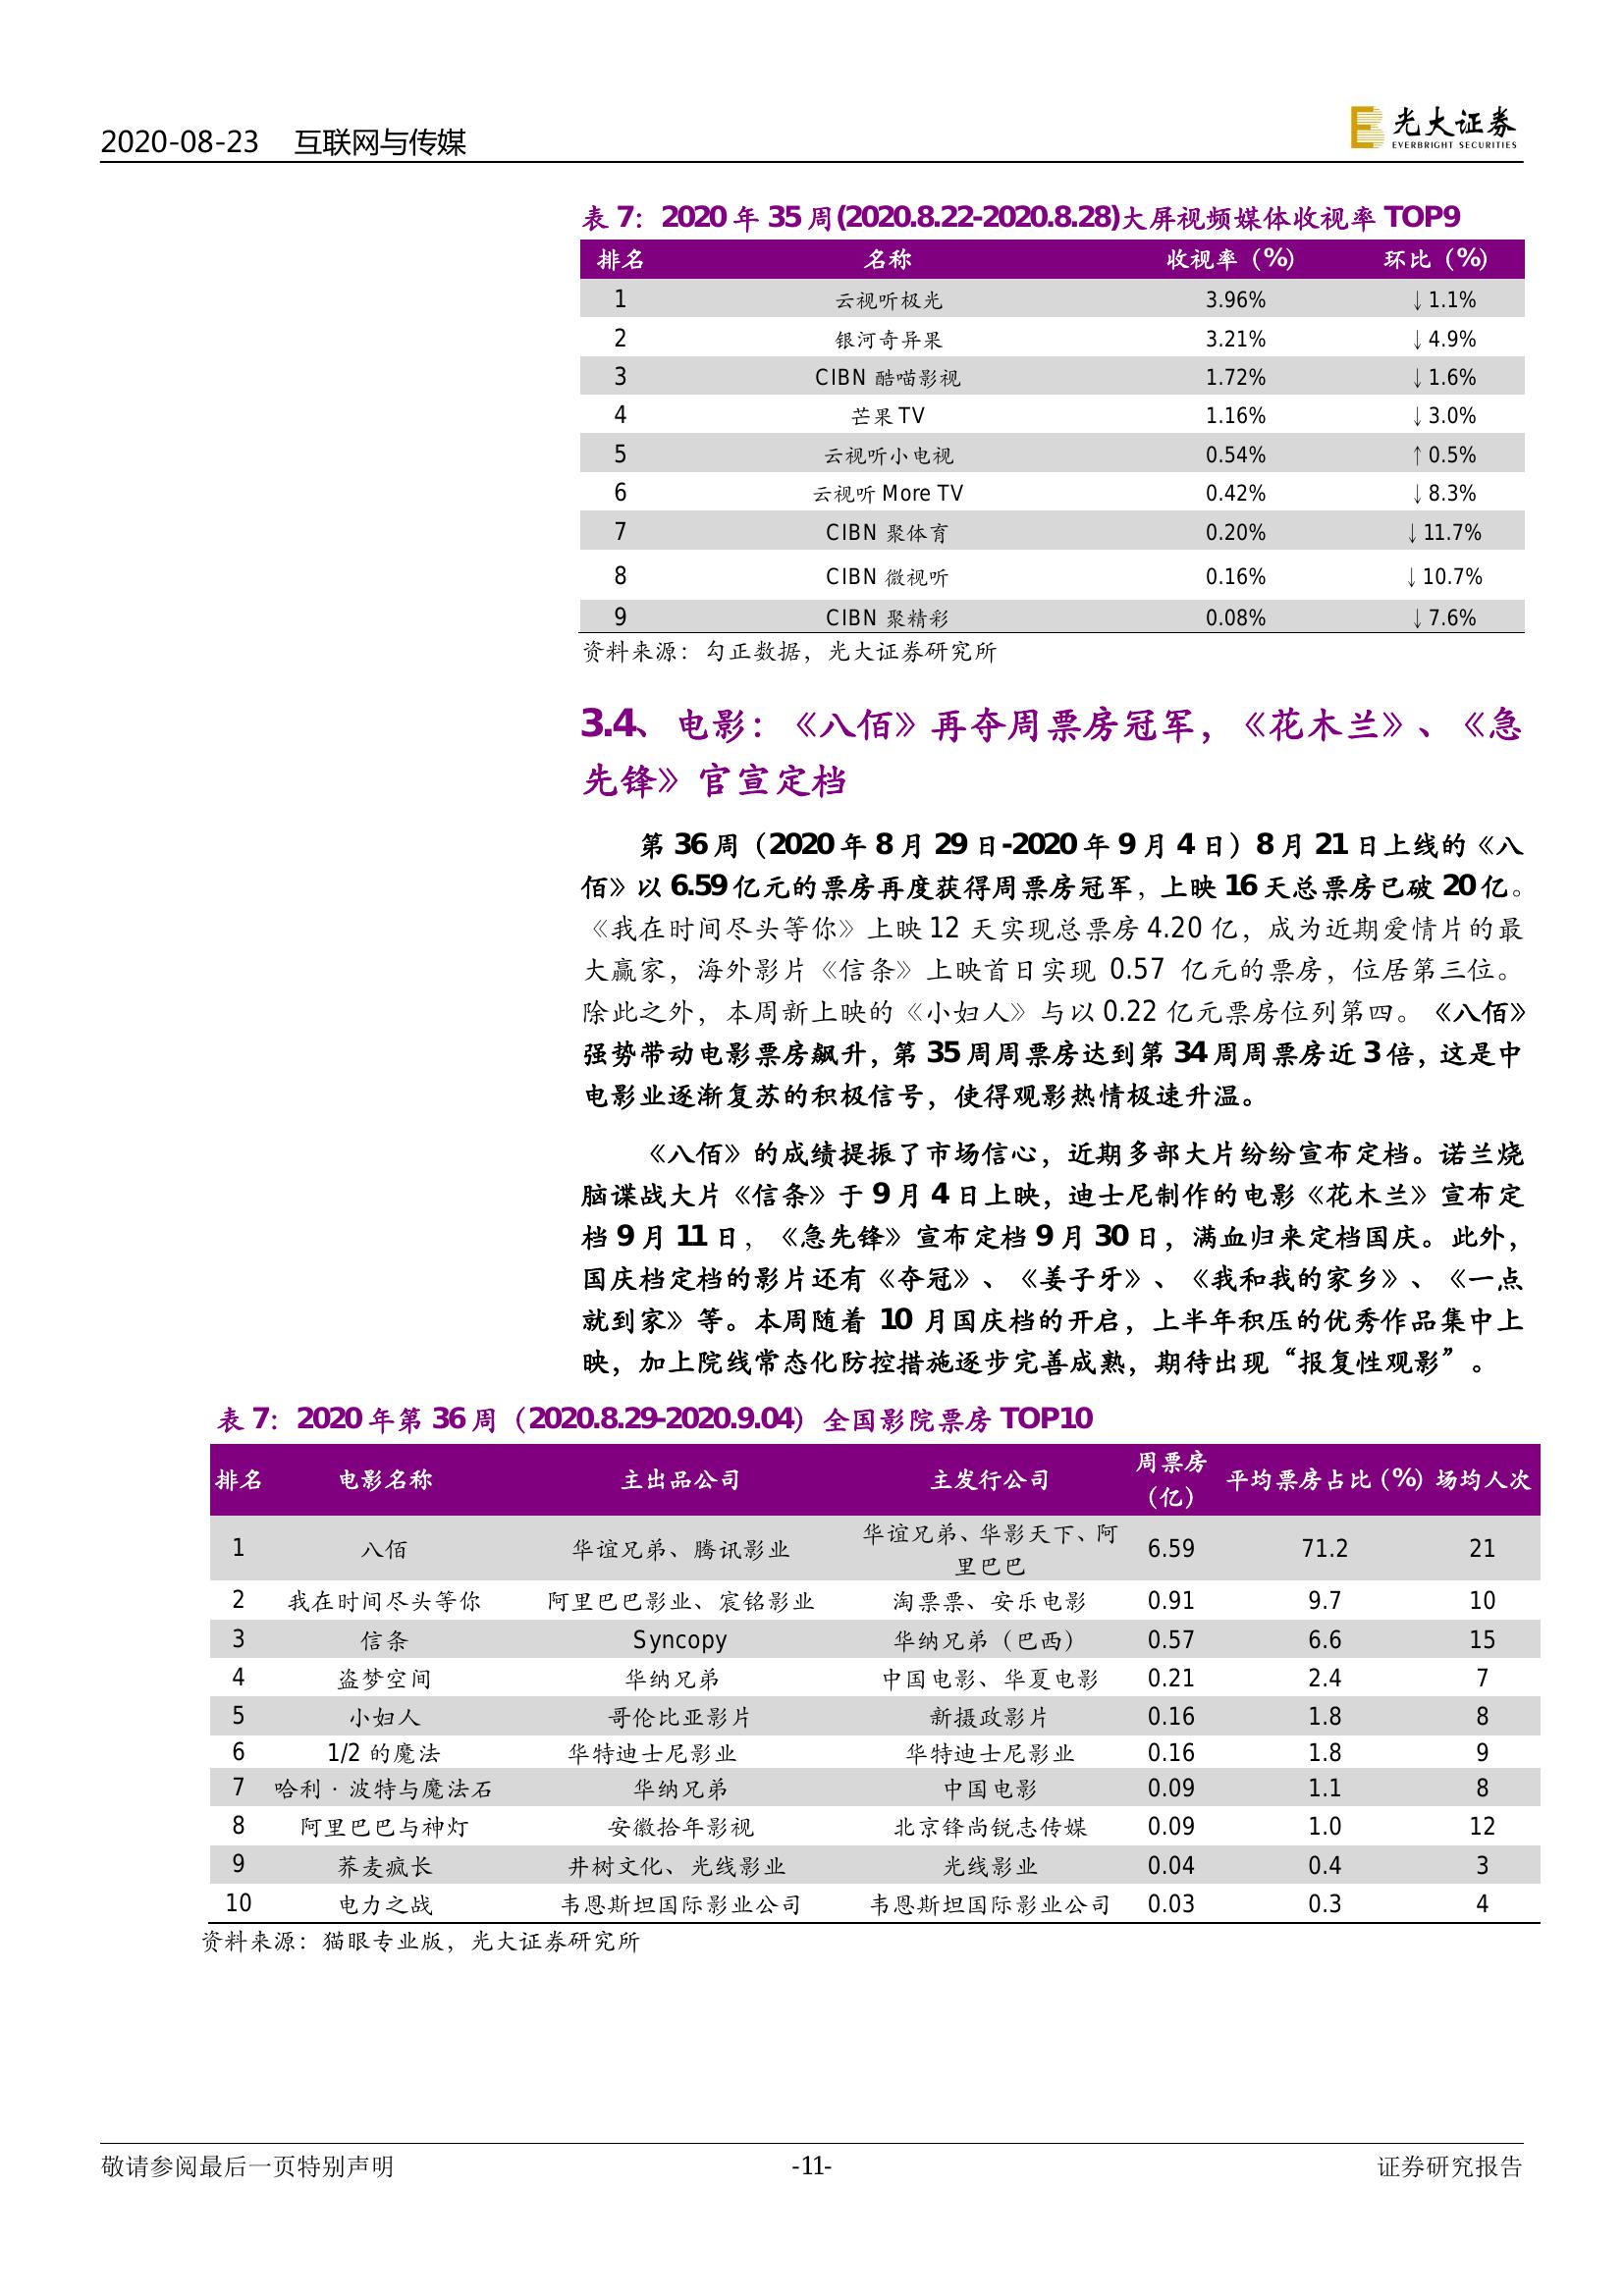 2020-08-23 互联网与传媒
光大证券
EVERBRIGHT SECURITIES
表 7：2020 年 35 周(2020.8.22-2020.8.28)大屏视频媒体收视率 TOP9
排名 名称 收视率（%） 环比（%）
1 云视听极光 3.96% ↓1.1%
2 银河奇异果 3.21% ↓4.9%
3 CIBN 酷喵影视 1.72% ↓1.6%
4 芒果 TV 1.16% ↓3.0%
5 云视听小电视 0.54% ↑0.5%
6 云视听 More TV 0.42% ↓8.3%
7 CIBN 聚体育 0.20% ↓11.7%
8 CIBN 微视听 0.16% ↓10.7%
9 CIBN 聚精彩 0.08% ↓7.6%
资料来源：勾正数据，光大证券研究所
3.4、电影：《八佰》再夺周票房冠军，《花木兰》、《急
先锋》官宣定档
第 36 周（2020 年 8 月 29 日-2020 年 9 月 4 日）8 月 21 日上线的《八
佰》以 6.59 亿元的票房再度获得周票房冠军，上映 16 天总票房已破 20 亿。
《我在时间尽头等你》上映 12 天实现总票房 4.20 亿，成为近期爱情片的最
大赢家，海外影片《信条》上映首日实现 0.57 亿元的票房，位居第三位。
除此之外，本周新上映的《小妇人》与以 0.22 亿元票房位列第四。《八佰》
强势带动电影票房飙升，第 35 周周票房达到第 34 周周票房近 3 倍，这是中
电影业逐渐复苏的积极信号，使得观影热情极速升温。
《八佰》的成绩提振了市场信心，近期多部大片纷纷宣布定档。诺兰烧
脑谍战大片《信条》于 9 月 4 日上映，迪士尼制作的电影《花木兰》宣布定
档 9 月 11 日，《急先锋》宣布定档 9 月 30 日，满血归来定档国庆。此外，
国庆档定档的影片还有《夺冠》、《姜子牙》、《我和我的家乡》、《一点
就到家》等。本周随着 10 月国庆档的开启，上半年积压的优秀作品集中上
映，加上院线常态化防控措施逐步完善成熟，期待出现“报复性观影”。
表 7：2020 年第 36 周（2020.8.29-2020.9.04）全国影院票房 TOP10
排名 电影名称 主出品公司 主发行公司 周票房（亿） 平均票房占比（%） 场均人次
1 八佰 华谊兄弟、腾讯影业 华谊兄弟、华影天下、阿里巴巴 6.59 71.2 21
2 我在时间尽头等你 阿里巴巴影业、宸铭影业 淘票票、安乐电影 0.91 9.7 10
3 信条 Syncopy 华纳兄弟（巴西） 0.57 6.6 15
4 盗梦空间 华纳兄弟 中国电影、华夏电影 0.21 2.4 7
5 小妇人 哥伦比亚影片 新摄政影片 0.16 1.8 8
6 1/2 的魔法 华特迪士尼影业 华特迪士尼影业 0.16 1.8 9
7 哈利·波特与魔法石 华纳兄弟 中国电影 0.09 1.1 8
8 阿里巴巴与神灯 安徽拾年影视 北京锋尚锐志传媒 0.09 1.0 12
9 荞麦疯长 井树文化、光线影业 光线影业 0.04 0.4 3
10 电力之战 韦恩斯坦国际影业公司 韦恩斯坦国际影业公司 0.03 0.3 4
资料来源：猫眼专业版，光大证券研究所
敬请参阅最后一页特别声明 -11- 证券研究报告